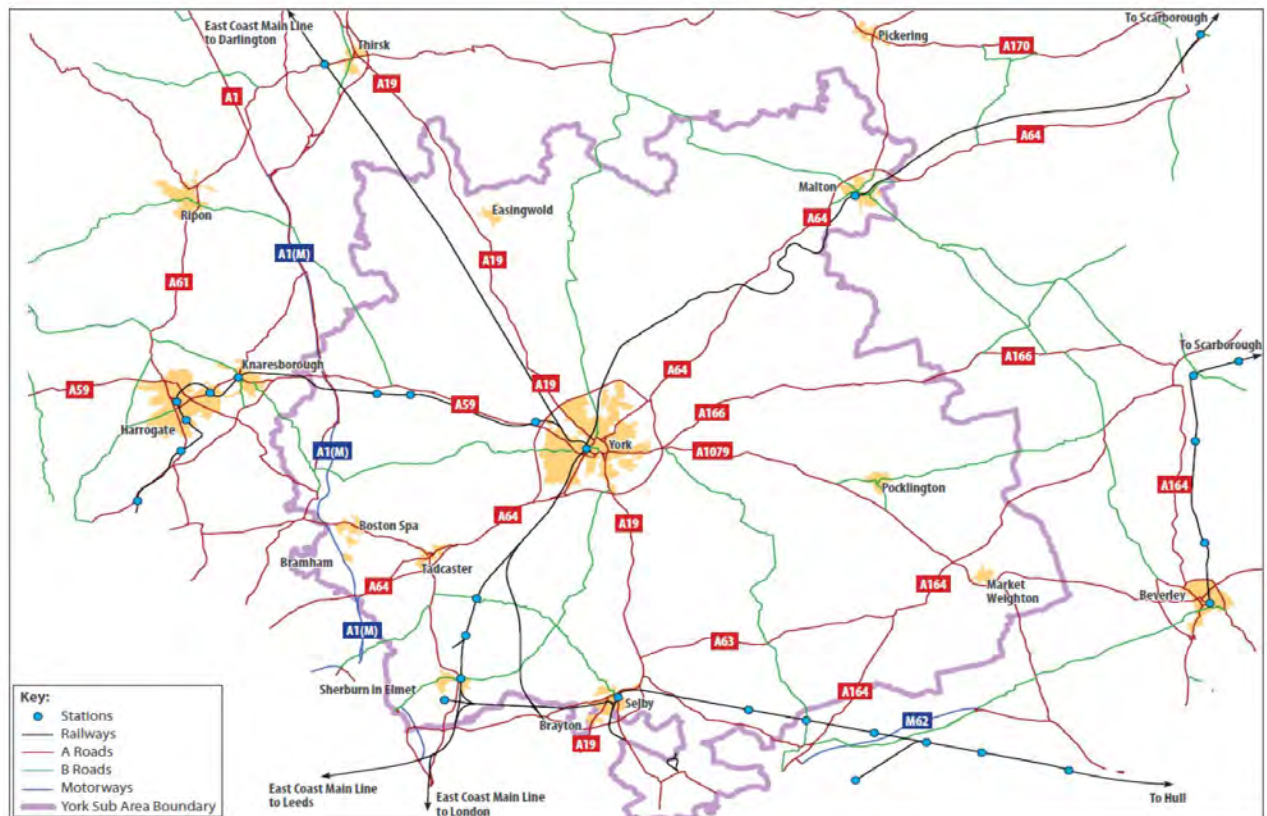 East Coast Main Line
to Darlington
Thirsk
Pickering
To Scarborough
A170
A1
A19
A64
Malton
Ripon
Easingwold
A64
A1(M)
A19
A61
Knaresborough
To Scarborough
A166
A59
A19
A64
A59
A166
Harrogate
York
A1(M)
A1079
Pocklington
A164
A64
Boston Spa
A19
Bramham
Tadcaster
A64
A164
Market
Weighton
Beverley
A1(M)
A63
Sherburn in Elmet
A164
Selby
M62
Brayton
A19
Key:
Stations
Railways
A Roads
B Roads
Motorways
York Sub Area Boundary
East Coast Main Line
to Leeds
East Coast Main Line
to London
To Hull